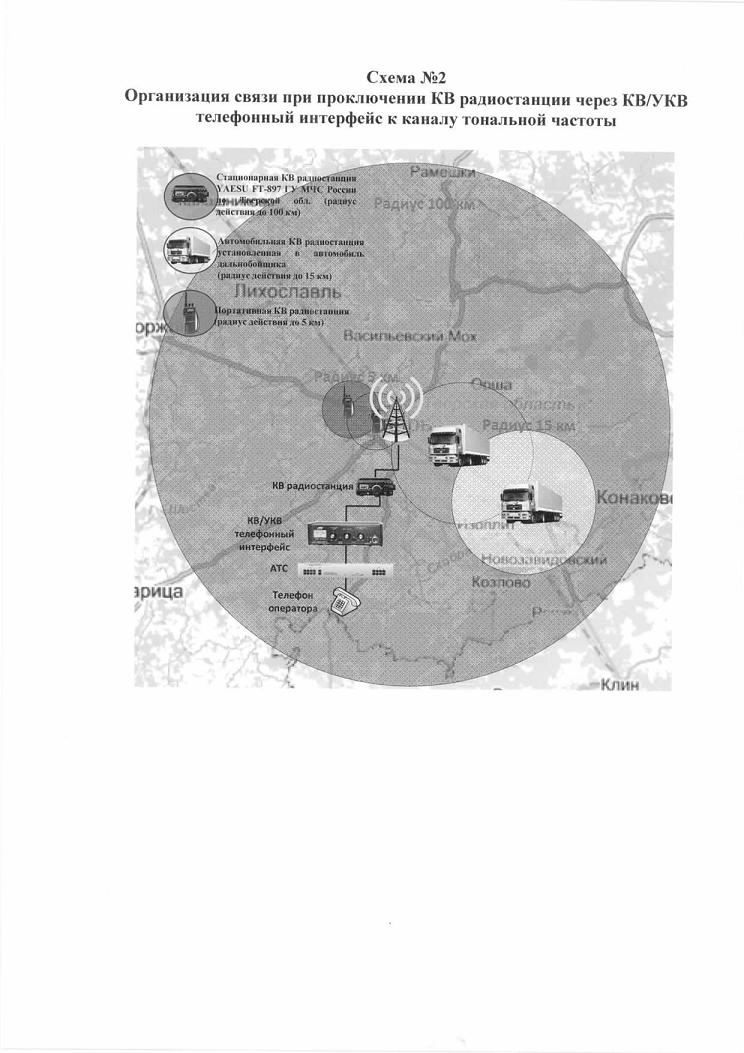 Схема №2
Организация связи при проключении КВ радиостанции через КВ/УКВ
телефонный интерфейс к каналу тональной частоты
Стационарная КВ радиостанция
YAESU FT-897 ГУ МЧС России
по Тверской обл. (радиус
действия до 100 км)
Рамешки
Радиус 100 км
Автомобильная КВ радиостанция
установленная в автомобиль
дальнобойщика
(радиус действия до 15 км)
Лихославль
Портативная КВ радиостанция
(радиус действия до 5 км)
Васильевский Мох
Радиус 5 км
Орша
область
Радиус 15 км
КВ радиостанция
Конаково
КВ/УКВ
телефонный
интерфейс
Изоплит
Новозавидовский
АТС
Козлово
арица
Телефон
оператора
Клин